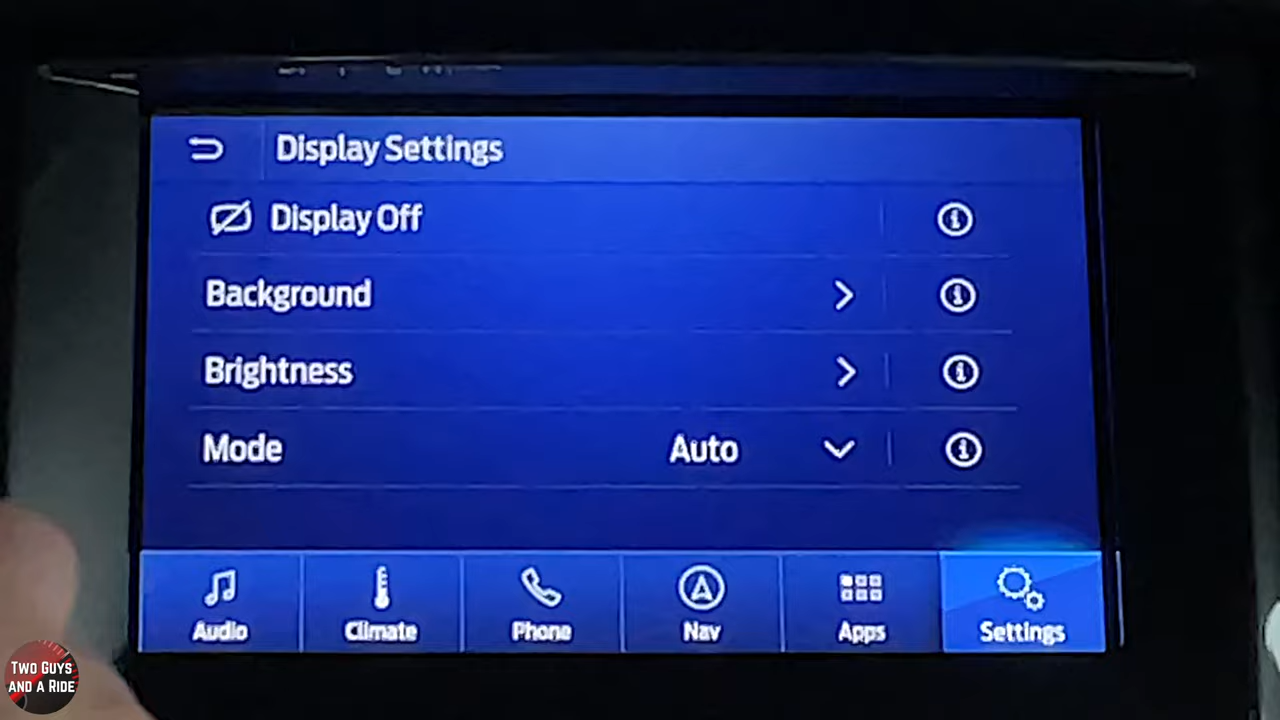 Display Settings
Display Off
Background
Brightness
Mode Auto
Audio Climate Phone Nav Apps Settings
TWO GUYS
AND A RIDE